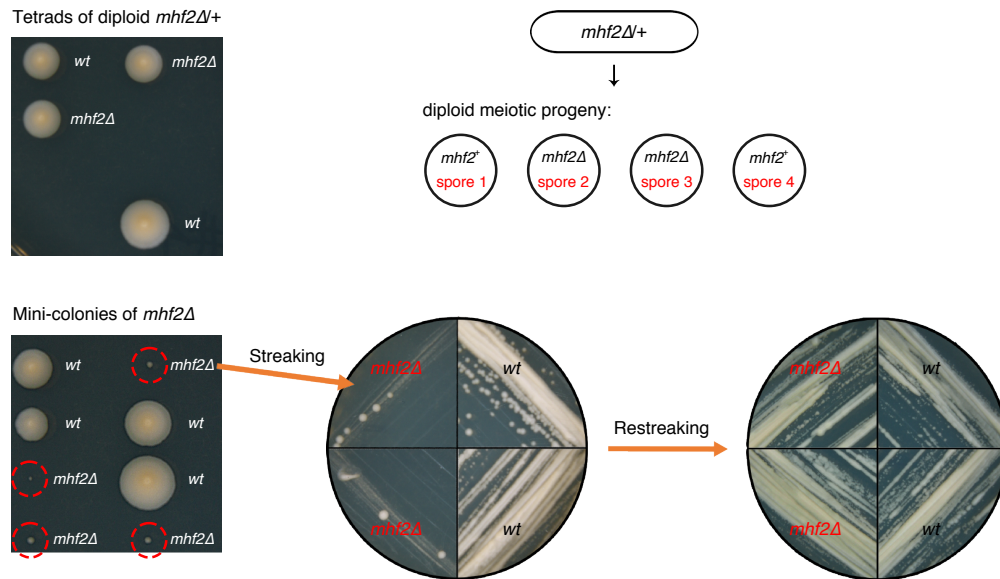 Tetrads of diploid mhf2Δ/+
wt
mhf2Δ
mhf2Δ
wt
mhf2Δ/+
diploid meiotic progeny:
mhf2⁺
spore 1
mhf2Δ
spore 2
mhf2Δ
spore 3
mhf2⁺
spore 4
Mini-colonies of mhf2Δ
wt
mhf2Δ
wt
wt
mhf2Δ
wt
mhf2Δ
mhf2Δ
Streaking
mhf2Δ
wt
mhf2Δ
wt
Restreaking
mhf2Δ
wt
mhf2Δ
wt